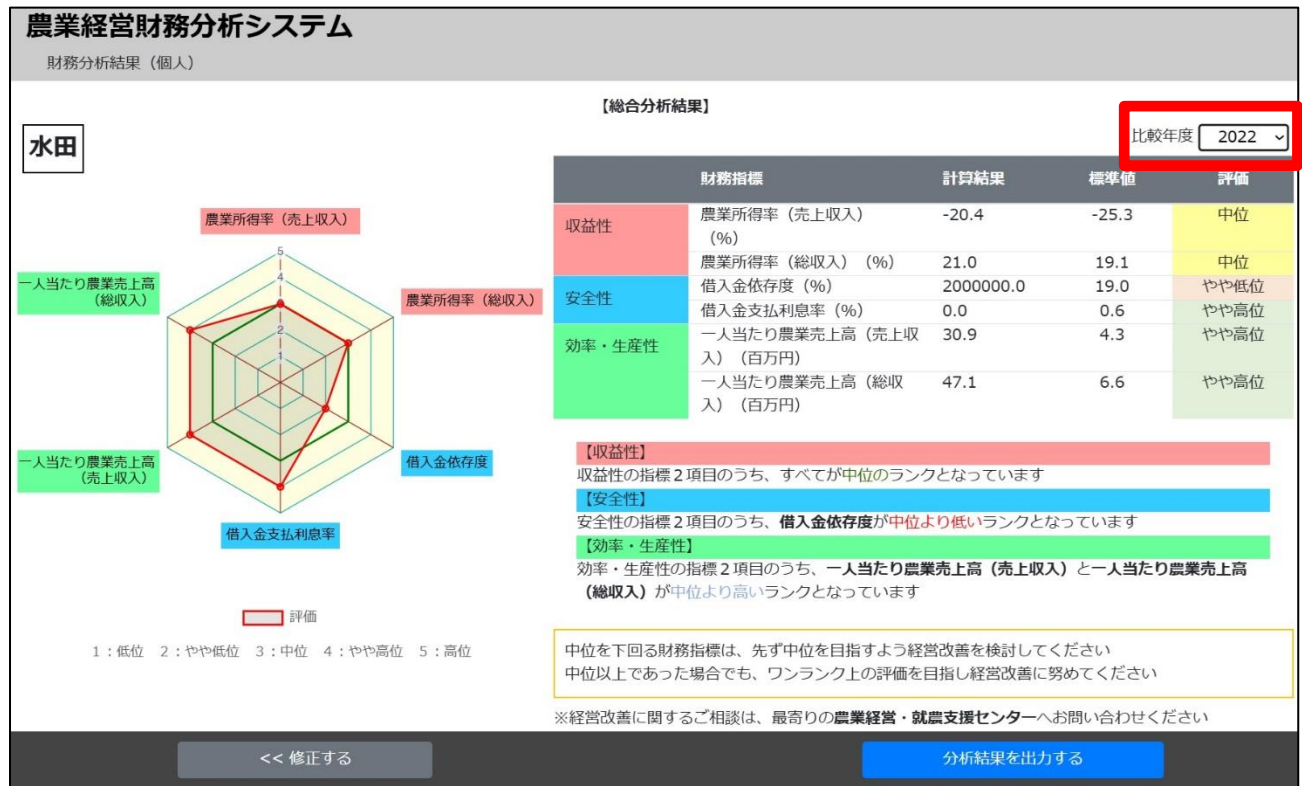 農業経営財務分析システム
財務分析結果（個人）
【総合分析結果】
比較年度 2022
水田
財務指標 計算結果 標準値 評価
収益性 農業所得率（売上収入）（%） -20.4 -25.3 中位
農業所得率（総収入）（%） 21.0 19.1 中位
安全性 借入金依存度（%） 2000000.0 19.0 やや低位
借入金支払利息率（%） 0.0 0.6 やや高位
効率・生産性 一人当たり農業売上高（売上収入）（百万円） 30.9 4.3 やや高位
一人当たり農業売上高（総収入）（百万円） 47.1 6.6 やや高位
農業所得率（売上収入）
5
4
2
1
一人当たり農業売上高
（総収入）
農業所得率（総収入）
一人当たり農業売上高
（売上収入）
借入金依存度
借入金支払利息率
評価
1：低位 2：やや低位 3：中位 4：やや高位 5：高位
【収益性】
収益性の指標２項目のうち、すべてが中位のランクとなっています
【安全性】
安全性の指標２項目のうち、借入金依存度が中位より低いランクとなっています
【効率・生産性】
効率・生産性の指標２項目のうち、一人当たり農業売上高（売上収入）と一人当たり農業売上高
（総収入）が中位より高いランクとなっています
中位を下回る財務指標は、先ず中位を目指すよう経営改善を検討してください
中位以上であった場合でも、ワンランク上の評価を目指し経営改善に努めてください
※経営改善に関するご相談は、最寄りの農業経営・就農支援センターへお問い合わせください
<< 修正する
分析結果を出力する